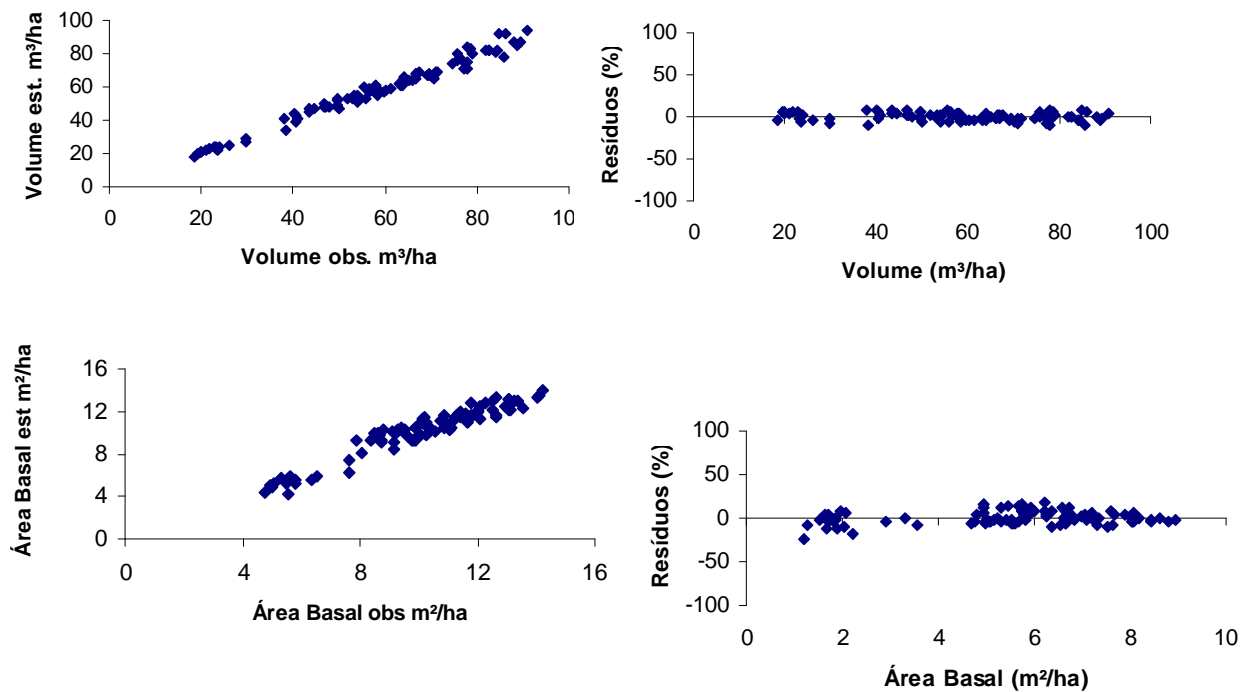 Volume est. m³/ha
100
80
60
40
20
0
0 20 40 60 80 10
Volume obs. m³/ha
Resíduos (%)
100
50
0
-50
-100
0 20 40 60 80 100
Volume (m³/ha)
Área Basal est m²/ha
16
12
8
4
0
0 4 8 12 16
Área Basal obs m²/ha
Resíduos (%)
100
50
0
-50
-100
0 2 4 6 8 10
Área Basal (m²/ha)